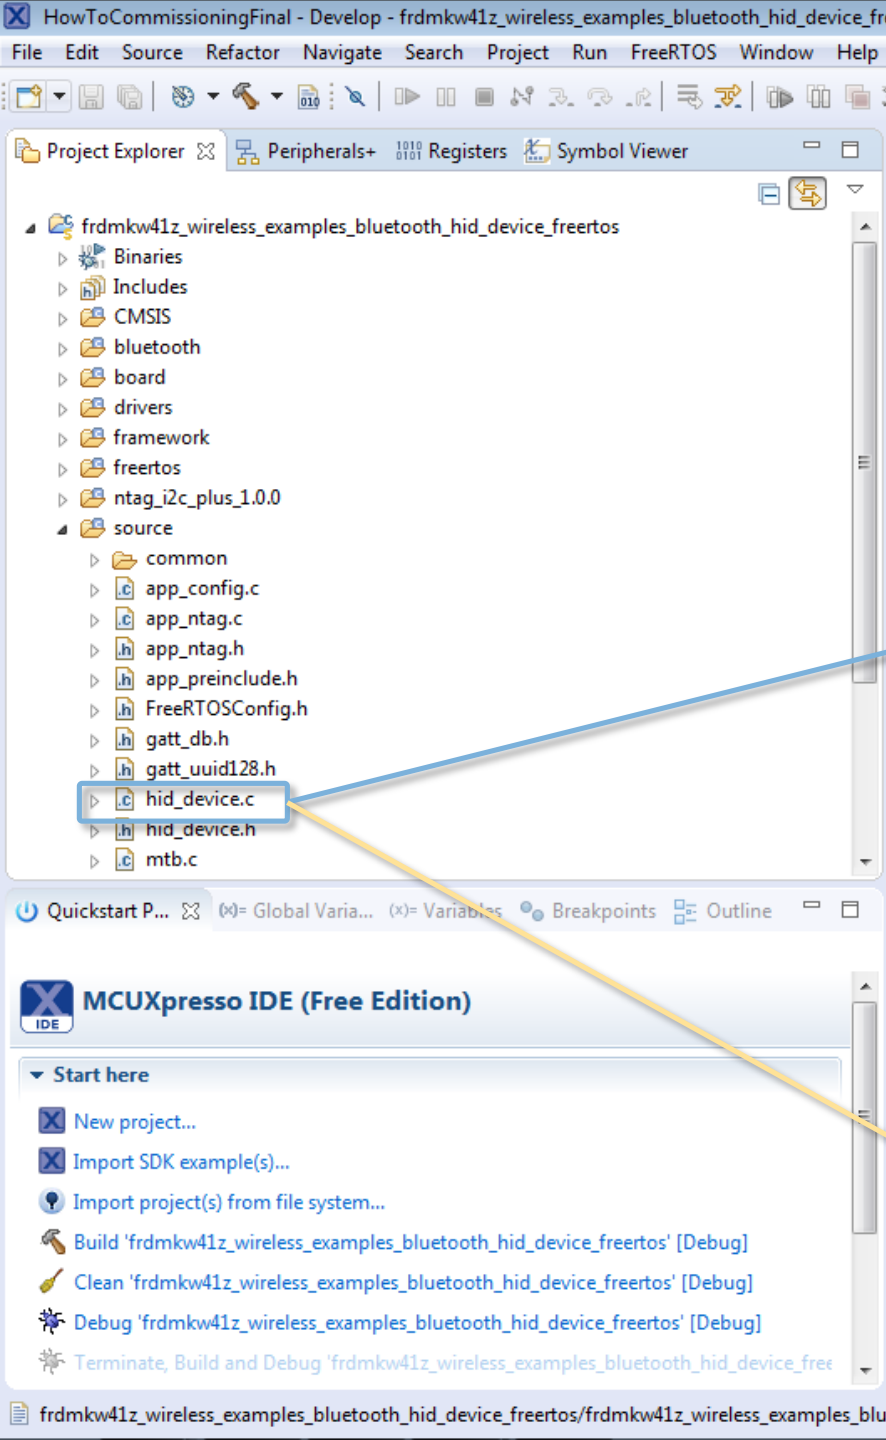 HowToCommissioningFinal - Develop - frdmkw41z_wireless_examples_bluetooth_hid_device_fr
File Edit Source Refactor Navigate Search Project Run FreeRTOS Window Help
010
Project Explorer Peripherals+ 1010 0101 Registers Symbol Viewer
frdmkw41z_wireless_examples_bluetooth_hid_device_freertos
Binaries
Includes
CMSIS
bluetooth
board
drivers
framework
freertos
ntag_i2c_plus_1.0.0
source
common
.c app_config.c
.c app_ntag.c
.h app_ntag.h
.h app_preinclude.h
.h FreeRTOSConfig.h
.h gatt_db.h
.h gatt_uuid128.h
.c hid_device.c
.h hid_device.h
.c mtb.c
Quickstart P... (x)= Global Varia... (x)= Variables Breakpoints Outline
X IDE MCUXpresso IDE (Free Edition)
Start here
X New project...
X Import SDK example(s)...
Import project(s) from file system...
Build 'frdmkw41z_wireless_examples_bluetooth_hid_device_freertos' [Debug]
Clean 'frdmkw41z_wireless_examples_bluetooth_hid_device_freertos' [Debug]
Debug 'frdmkw41z_wireless_examples_bluetooth_hid_device_freertos' [Debug]
Terminate, Build and Debug 'frdmkw41z_wireless_examples_bluetooth_hid_device_free
frdmkw41z_wireless_examples_bluetooth_hid_device_freertos/frdmkw41z_wireless_examples_blu